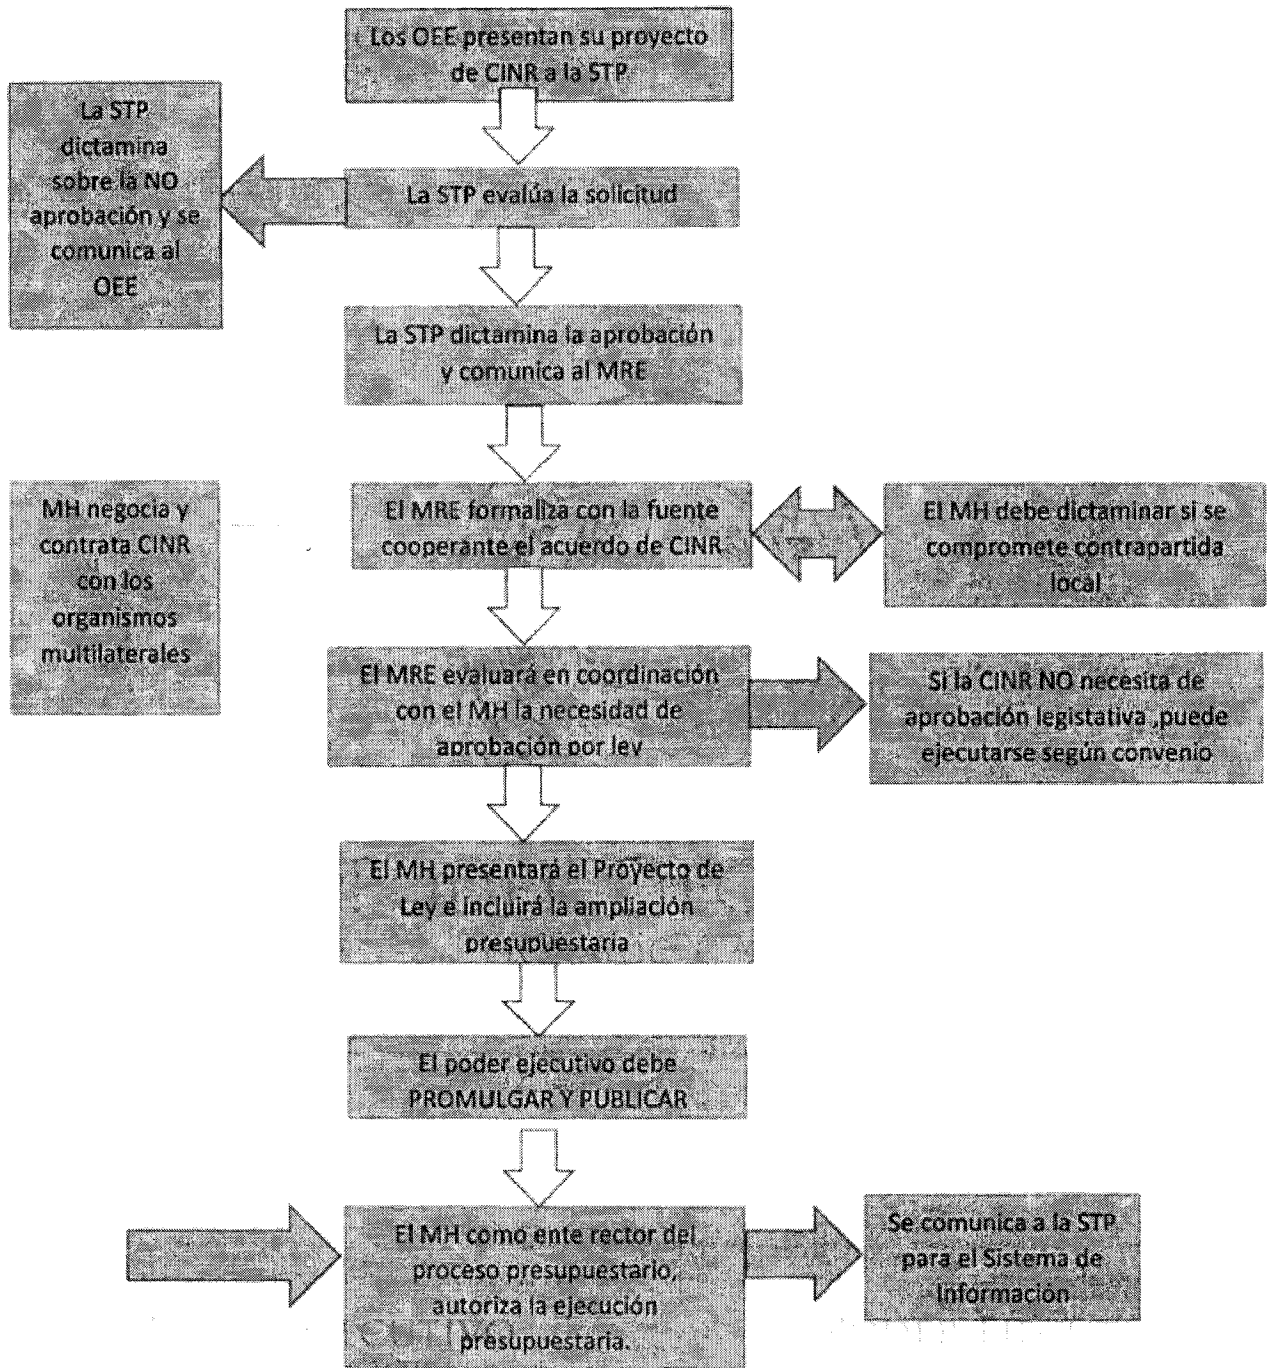 Los OEE presentan su proyecto
de CINR a la STP
La STP
dictamina
sobre la NO
aprobación y se
comunica al
OEE
La STP evalúa la solicitud
La STP dictamina la aprobación
y comunica al MRE
MH negocia y
contrata CINR
con los
organismos
multilaterales
El MRE formaliza con la fuente
cooperante el acuerdo de CINR
El MH debe dictaminar si se
compromete contrapartida
local
El MRE evaluará en coordinación
con el MH la necesidad de
aprobación por ley
Si la CINR NO necesita de
aprobación legistativa ,puede
ejecutarse según convenio
El MH presentará el Proyecto de
Ley e incluirá la ampliación
presupuestaria
El poder ejecutivo debe
PROMULGAR Y PUBLICAR
El MH como ente rector del
proceso presupuestario,
autoriza la ejecución
presupuestaria.
Se comunica a la STP
para el Sistema de
Información